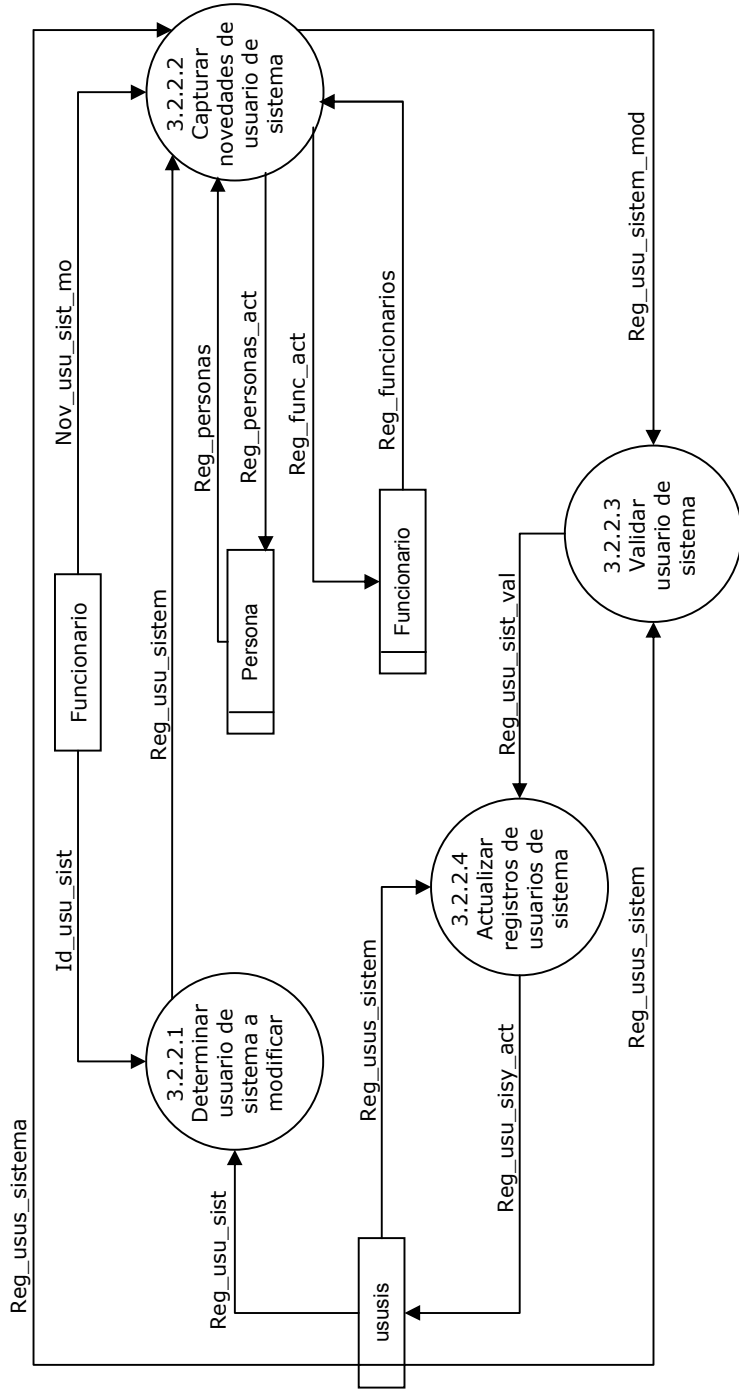 Reg_usus_sistema
Id_usu_sist
Funcionario
Nov_usu_sist_mo
Reg_usu_sist
3.2.2.1
Determinar
usuario de
sistema a
modificar
Reg_usu_sistem
3.2.2.2
Capturar
novedades de
usuario de
sistema
Persona
Reg_personas
Reg_personas_act
Reg_func_act
Funcionario
Reg_funcionarios
ususis
Reg_usus_sistem
Reg_usu_sisy_act
3.2.2.4
Actualizar
registros de
usuarios de
sistema
Reg_usu_sist_val
3.2.2.3
Validar
usuario de
sistema
Reg_usus_sistem
Reg_usu_sistem_mod